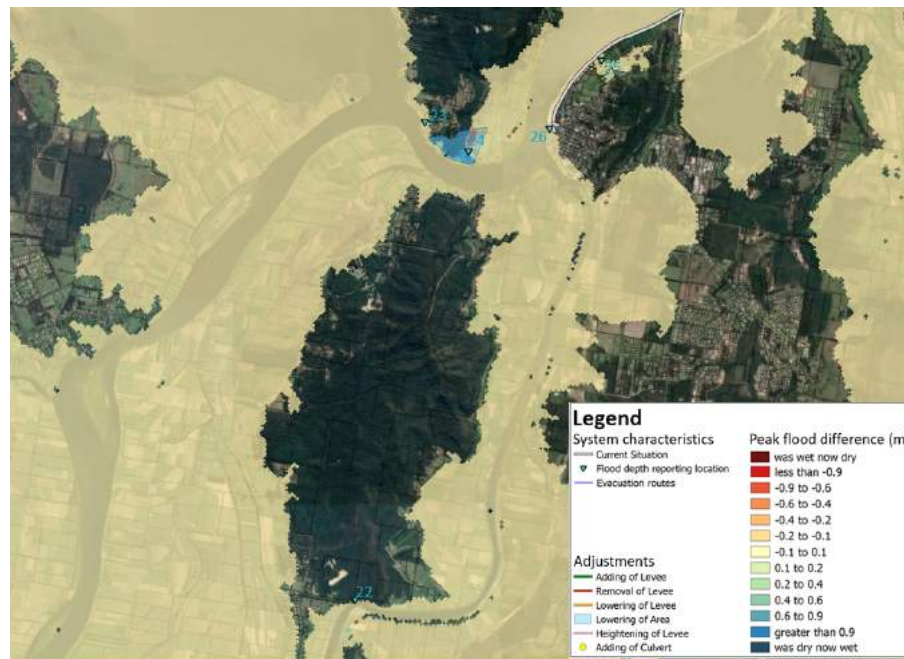 26
22
Legend
System characteristics
Current Situation
Flood depth reporting location
Evacuation routes
Adjustments
Adding of Levee
Removal of Levee
Lowering of Levee
Lowering of Area
Heightening of Levee
Adding of Culvert
Peak flood difference (m
was wet now dry
less than -0.9
-0.9 to -0.6
-0.6 to -0.4
-0.4 to -0.2
-0.2 to -0.1
-0.1 to 0.1
0.1 to 0.2
0.2 to 0.4
0.4 to 0.6
0.6 to 0.9
greater than 0.9
was dry now wet